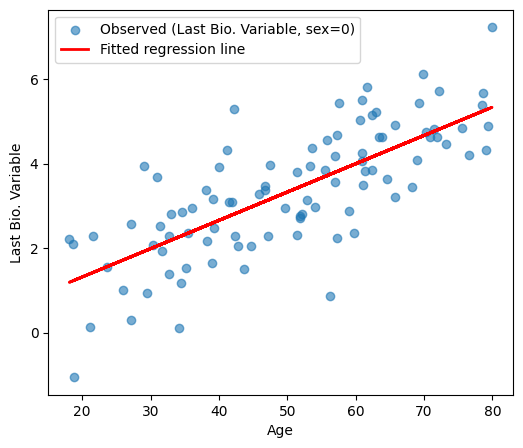 Observed (Last Bio. Variable, sex=0)
Fitted regression line
6
4
2
0
Last Bio. Variable
20 30 40 50 60 70 80
Age